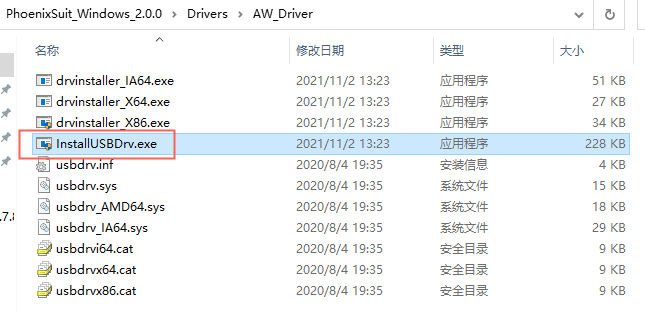 PhoenixSuit_Windows_2.0.0 > Drivers > AW_Driver
名称 修改日期 类型 大小
drvinstaller_IA64.exe 2021/11/2 13:23 应用程序 51 KB
drvinstaller_X64.exe 2021/11/2 13:23 应用程序 27 KB
drvinstaller_X86.exe 2021/11/2 13:23 应用程序 34 KB
InstallUSBDrv.exe 2021/11/2 13:23 应用程序 228 KB
usbdrv.inf 2020/8/4 19:35 安装信息 4 KB
usbdrv.sys 2020/8/4 19:35 系统文件 15 KB
usbdrv_AMD64.sys 2020/8/4 19:35 系统文件 18 KB
.7.8
usbdrv_IA64.sys 2020/8/4 19:35 系统文件 29 KB
usbdrvi64.cat 2020/8/4 19:35 安全目录 9 KB
usbdrvx64.cat 2020/8/4 19:35 安全目录 9 KB
usbdrvx86.cat 2020/8/4 19:35 安全目录 9 KB